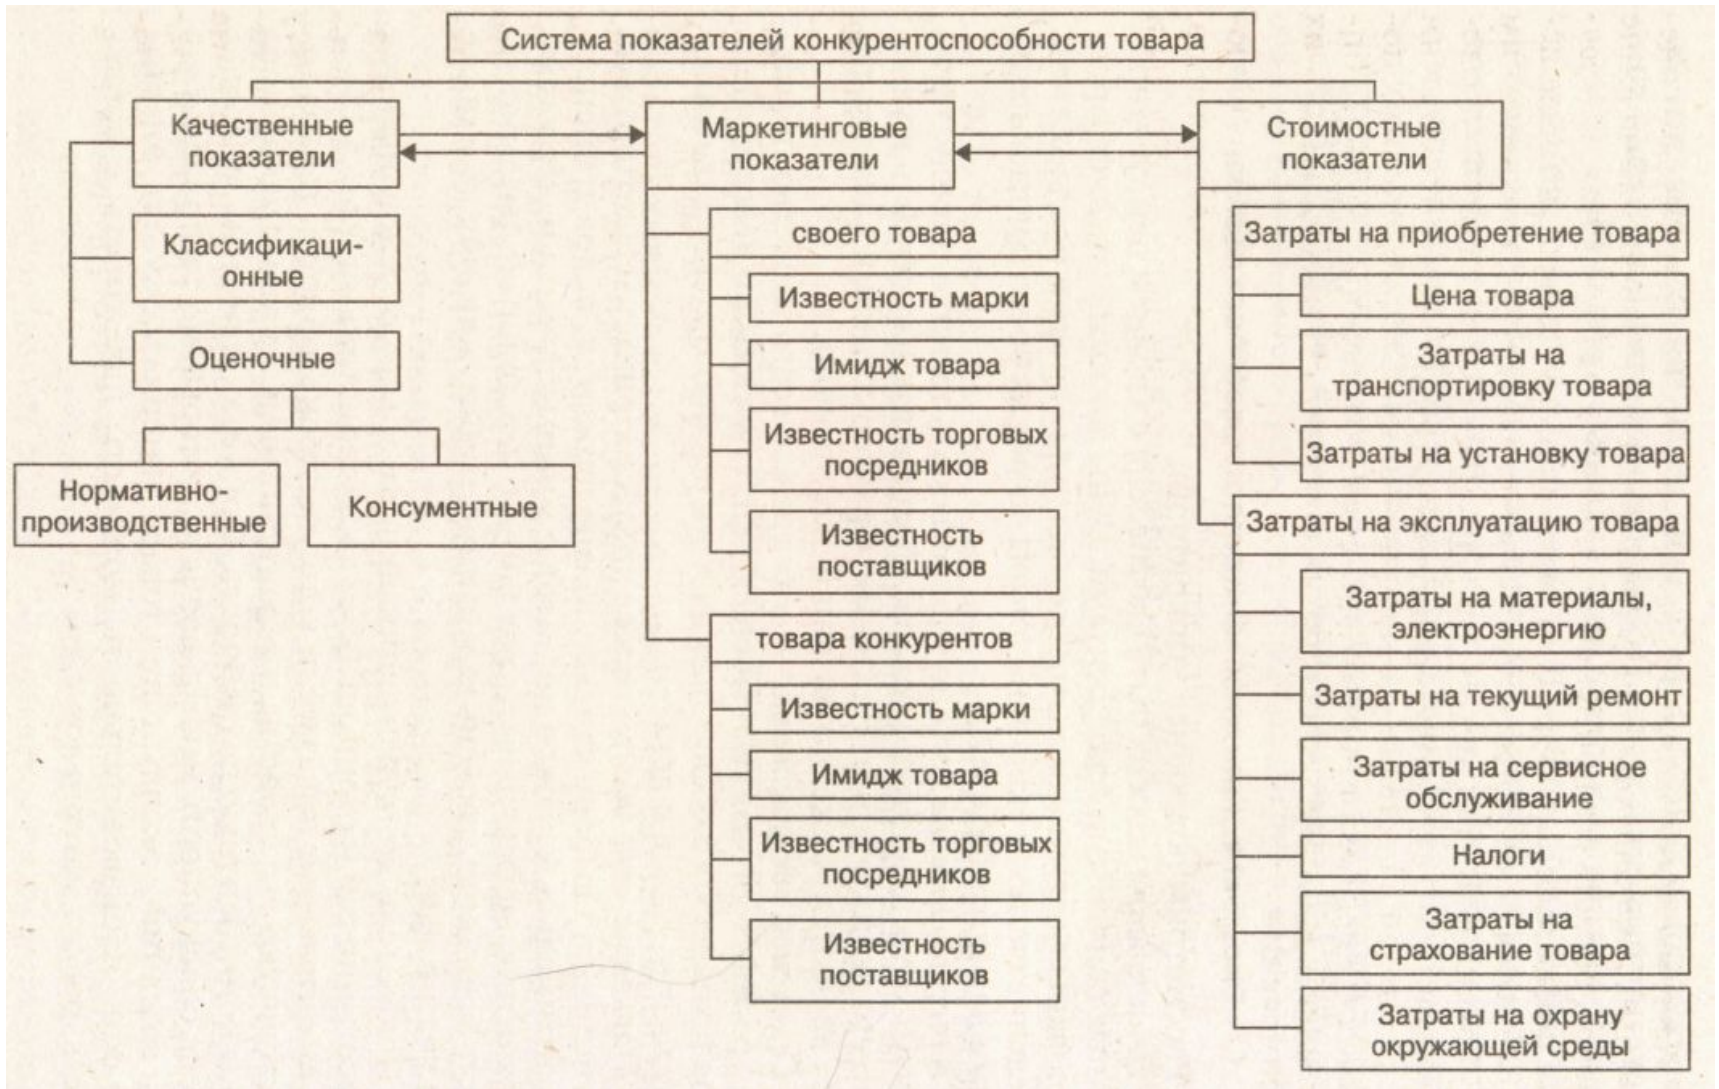 Система показателей конкурентоспособности товара
Качественные
показатели
Классификаци-
онные
Оценочные
Нормативно-
производственные
Консументные
Маркетинговые
показатели
своего товара
Известность марки
Имидж товара
Известность торговых
посредников
Известность
поставщиков
товара конкурентов
Известность марки
Имидж товара
Известность торговых
посредников
Известность
поставщиков
Стоимостные
показатели
Затраты на приобретение товара
Цена товара
Затраты на
транспортировку товара
Затраты на установку товара
Затраты на эксплуатацию товара
Затраты на материалы,
электроэнергию
Затраты на текущий ремонт
Затраты на сервисное
обслуживание
Налоги
Затраты на
страхование товара
Затраты на охрану
окружающей среды